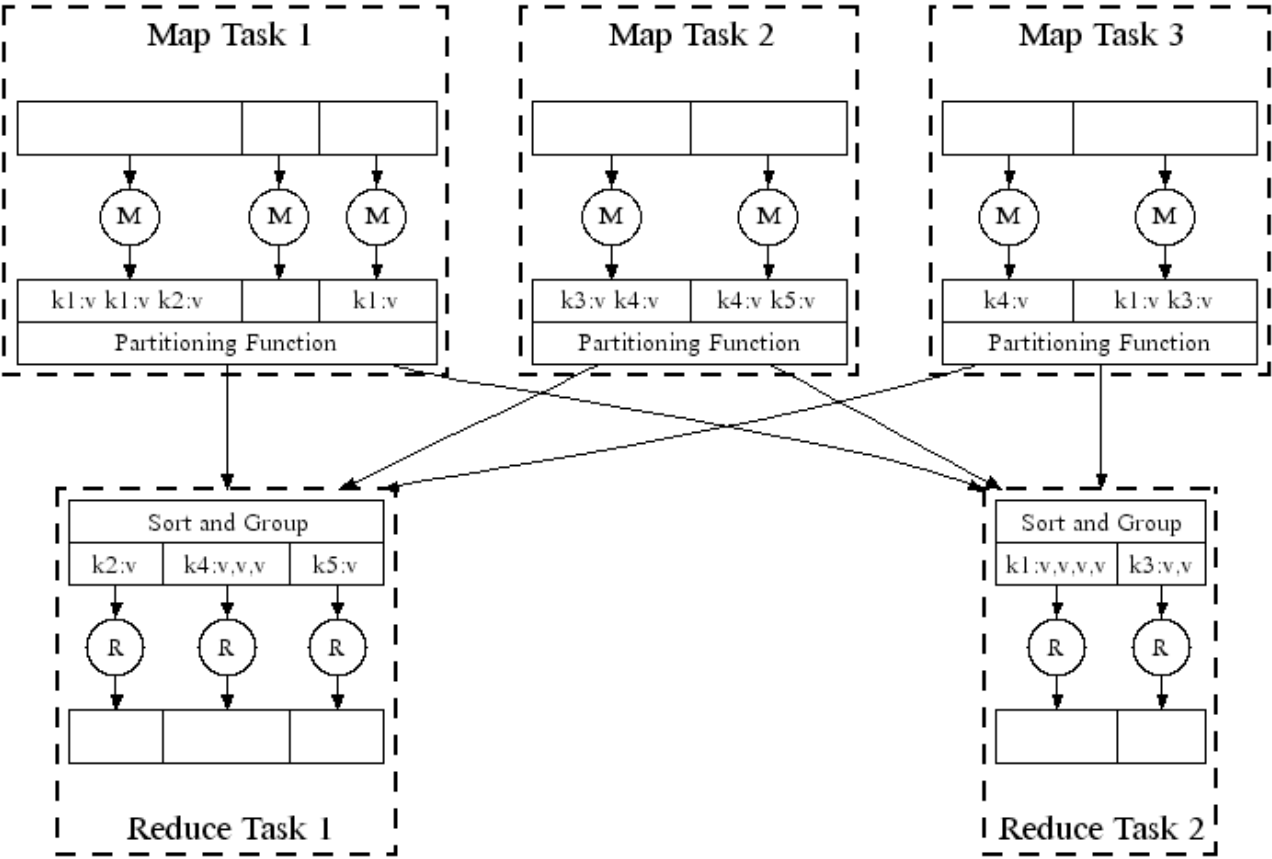 Map Task 1
Map Task 2
Map Task 3
M
M
M
M
M
M
M
k1:v k1:v k2:v
k1:v
k3:v k4:v
k4:v k5:v
k4:v
k1:v k3:v
Partitioning Function
Partitioning Function
Partitioning Function
Sort and Group
Sort and Group
k2:v
k4:v,v,v
k5:v
k1:v,v,v,v
k3:v,v
R
R
R
R
R
Reduce Task 1
Reduce Task 2